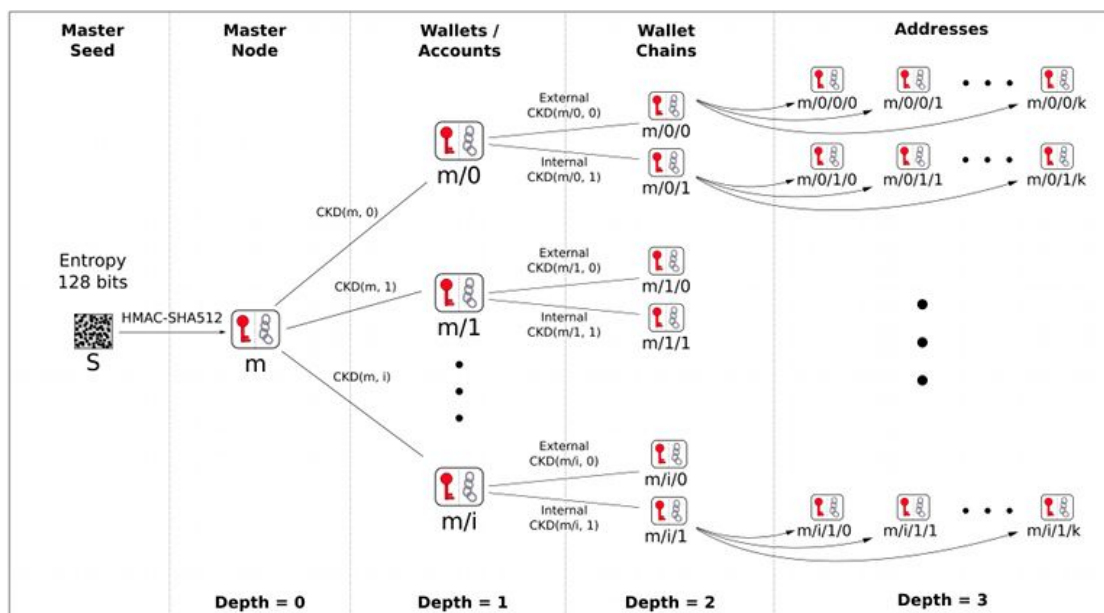 Master
Seed
Master
Node
Wallets /
Accounts
Wallet
Chains
Addresses
Entropy
128 bits
S
HMAC-SHA512
m
CKD(m, 0)
CKD(m, 1)
CKD(m, i)
m/0
m/1
m/i
External
CKD(m/0, 0)
Internal
CKD(m/0, 1)
m/0/0
m/0/1
External
CKD(m/1, 0)
Internal
CKD(m/1, 1)
m/1/0
m/1/1
External
CKD(m/i, 0)
Internal
CKD(m/i, 1)
m/i/0
m/i/1
m/0/0/0 m/0/0/1 m/0/0/k
m/0/1/0 m/0/1/1 m/0/1/k
m/i/1/0 m/i/1/1 m/i/1/k
Depth = 0
Depth = 1
Depth = 2
Depth = 3